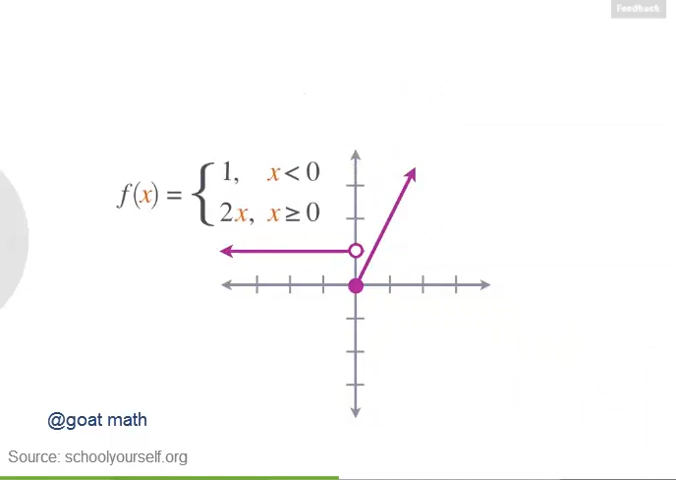 Feedback
f(x) = { 1, x < 0
2x, x ≥ 0
@goat math
Source: schoolyourself.org